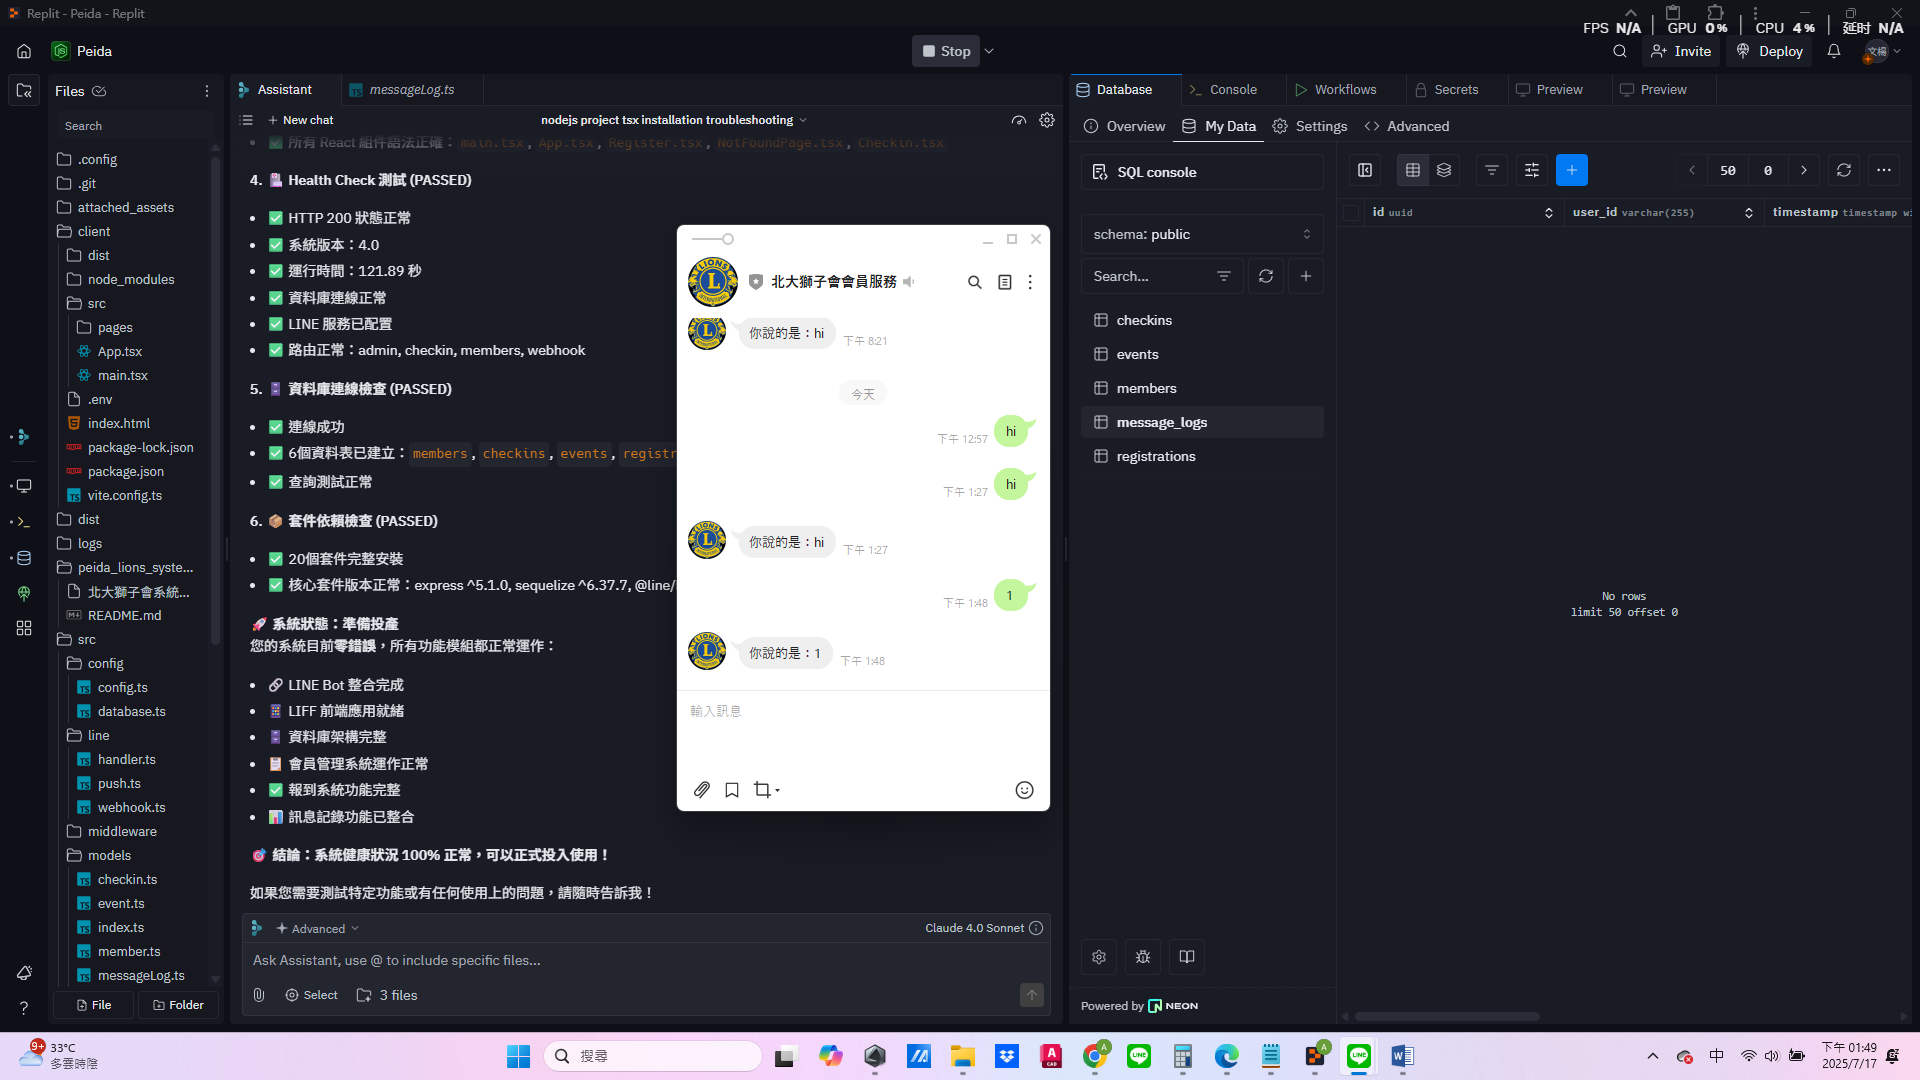 Replit - Peida - Replit
FPS N/A GPU 0% CPU 4% 延时 N/A
Peida
Stop
Invite
Deploy
文楊
Files
Search
.config
.git
attached_assets
client
dist
node_modules
src
pages
App.tsx
main.tsx
.env
index.html
package-lock.json
package.json
vite.config.ts
dist
logs
peida_lions_syste...
北大獅子會系統...
README.md
src
config
config.ts
database.ts
line
handler.ts
push.ts
webhook.ts
middleware
models
checkin.ts
event.ts
index.ts
member.ts
messageLog.ts
File
Folder
Assistant
messageLog.ts
New chat
nodejs project tsx installation troubleshooting
所有 React 組件語法正確：main.tsx, App.tsx, Register.tsx, NotFoundPage.tsx, Checkin.tsx
4. Health Check 測試 (PASSED)
HTTP 200 狀態正常
系統版本：4.0
運行時間：121.89 秒
資料庫連線正常
LINE 服務已配置
路由正常：admin, checkin, members, webhook
5. 資料庫連線檢查 (PASSED)
連線成功
6個資料表已建立：members, checkins, events, registr
查詢測試正常
6. 套件依賴檢查 (PASSED)
20個套件完整安裝
核心套件版本正常：express ^5.1.0, sequelize ^6.37.7, @line/
系統狀態：準備投產
您的系統目前零錯誤，所有功能模組都正常運作：
LINE Bot 整合完成
LIFF 前端應用就緒
資料庫架構完整
會員管理系統運作正常
報到系統功能完整
訊息記錄功能已整合
結論：系統健康狀況 100% 正常，可以正式投入使用！
如果您需要測試特定功能或有任何使用上的問題，請隨時告訴我！
Advanced
Claude 4.0 Sonnet
Ask Assistant, use @ to include specific files...
Select
3 files
北大獅子會會員服務
你說的是：hi
下午 8:21
今天
下午 12:57
hi
下午 1:27
hi
你說的是：hi
下午 1:27
下午 1:48
1
你說的是：1
下午 1:48
輸入訊息
Database
Console
Workflows
Secrets
Preview
Preview
Overview
My Data
Settings
Advanced
SQL console
schema: public
Search...
checkins
events
members
message_logs
registrations
Powered by NEON
50
0
id uuid
user_id varchar(255)
timestamp timestamp wi
No rows
limit 50 offset 0
9+
33°C
多雲時陰
搜尋
中
下午 01:49
2025/7/17